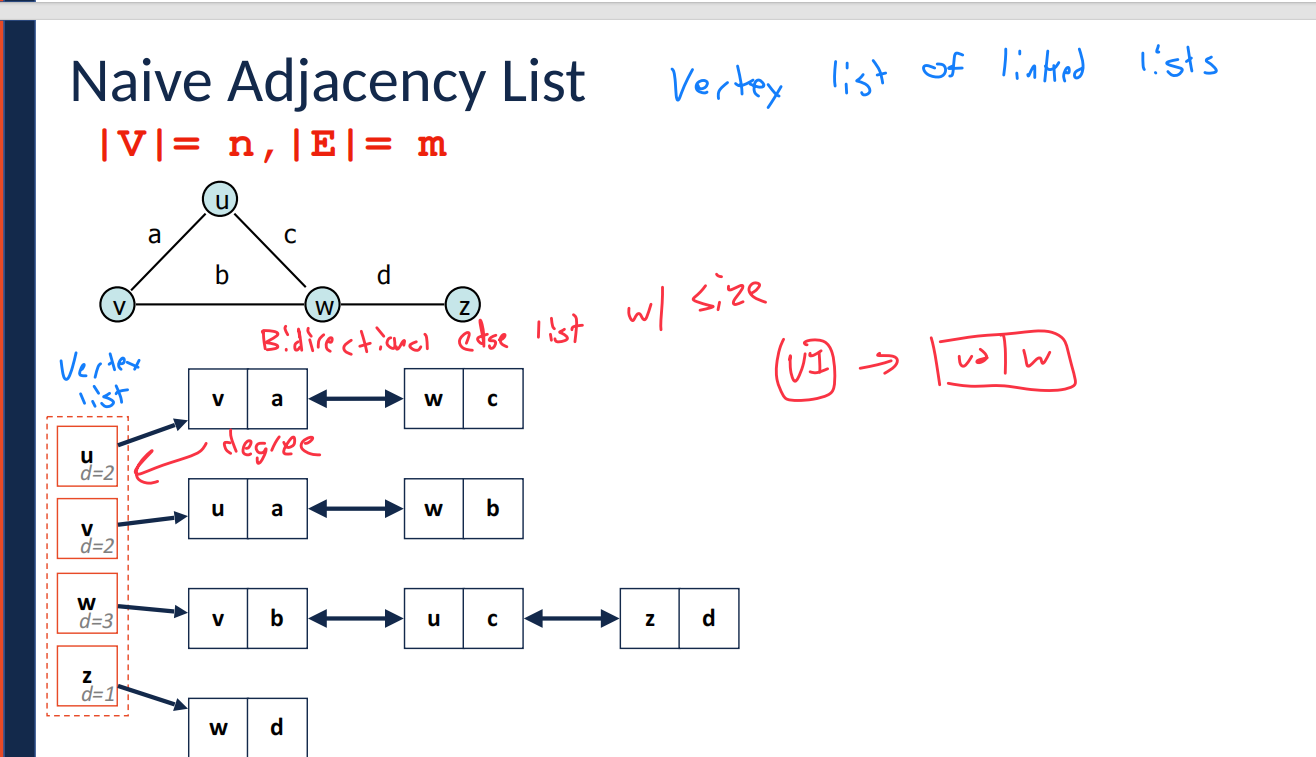 Naive Adjacency List
Vertex list of linked lists
|V|= n, |E|= m
u
a
c
b
d
v
w
z
Bidirectional edge list w/ size
v1 → v2 w
Vertex
list
v a
w c
u
d=2
degree
u a
w b
v
d=2
v b
u c
z d
w
d=3
z
d=1
w d